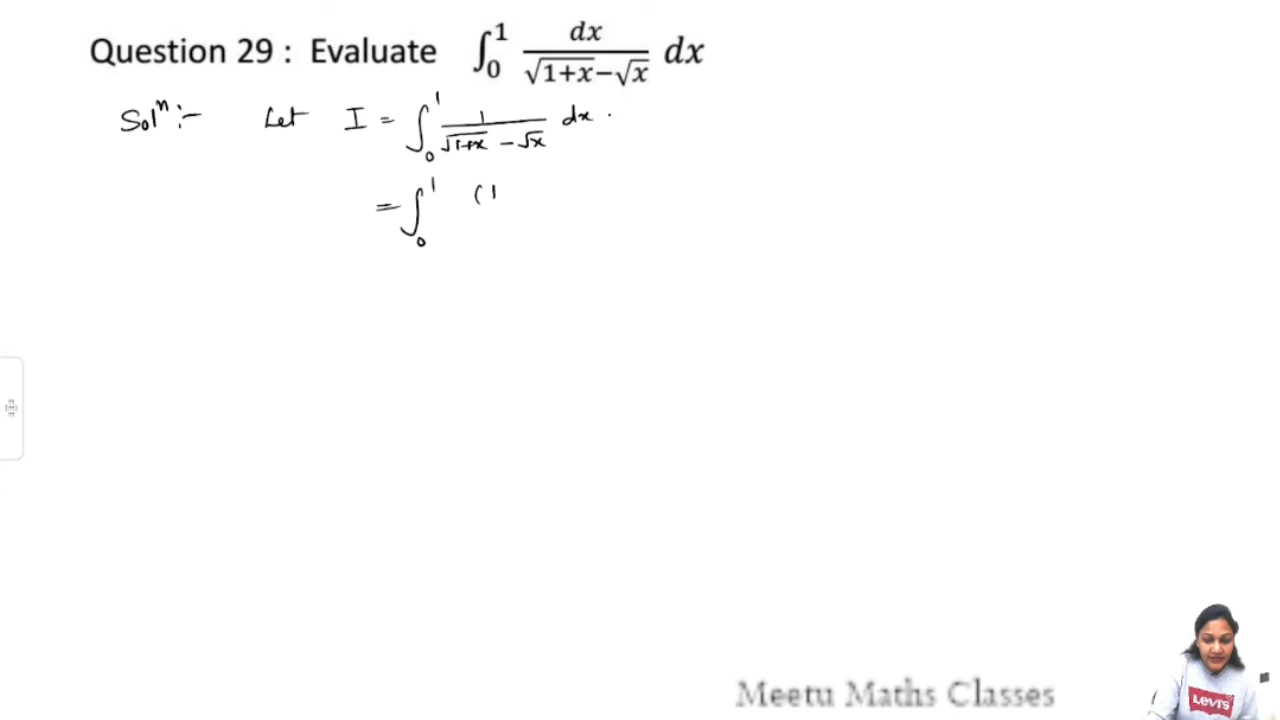 Question 29 : Evaluate ∫₀¹ dx/(√1+x−√x) dx
Solⁿ :- Let I = ∫₀¹ 1/(√1+x − √x) dx .
= ∫₀¹ (1
Levi's
Meetu Maths Classes